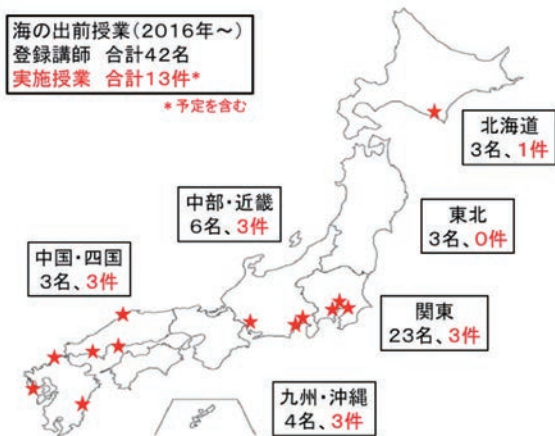 海の出前授業(2016年～)
登録講師 合計42名
実施授業 合計13件*
*予定を含む
北海道
3名、1件
中部・近畿
6名、3件
東北
3名、0件
中国・四国
3名、3件
関東
23名、3件
九州・沖縄
4名、3件